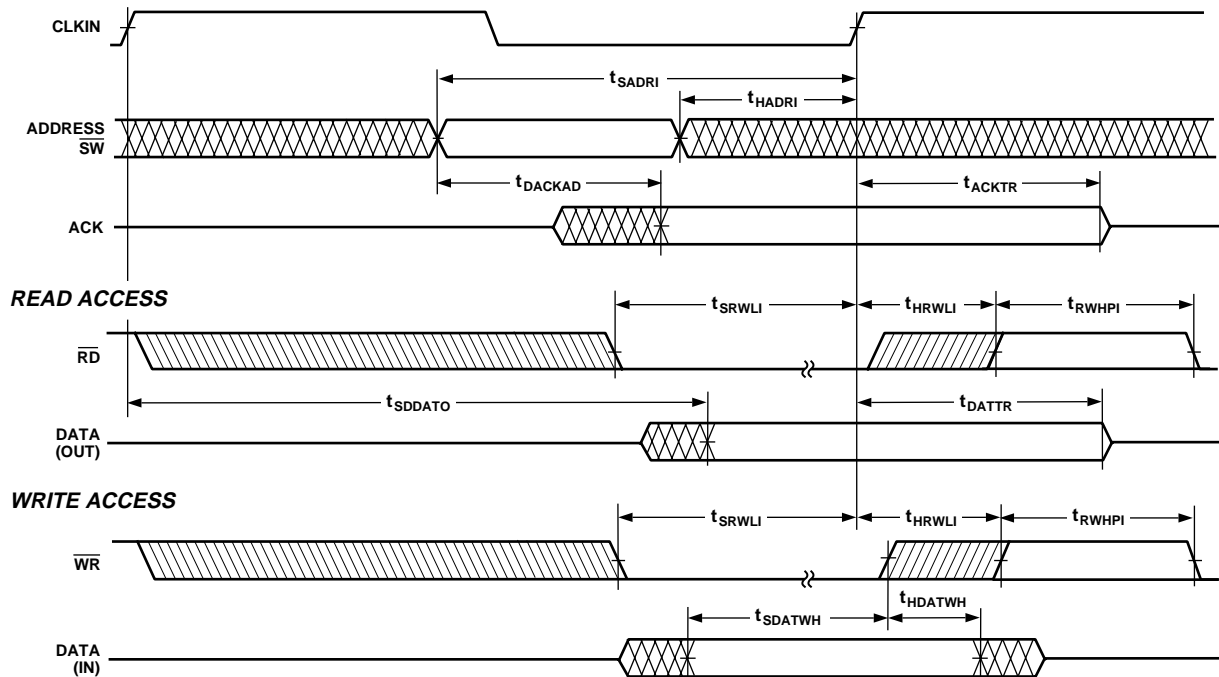 CLKIN
tSADRI
tHADRI
ADDRESS
SW
tDACKAD
tACKTR
ACK
READ ACCESS
tSRWLI
tHRWLI
tRWHPI
RD
tSDDATO
tDATTR
DATA
(OUT)
WRITE ACCESS
tSRWLI
tHRWLI
tRWHPI
WR
tSDATWH
tHDATWH
DATA
(IN)